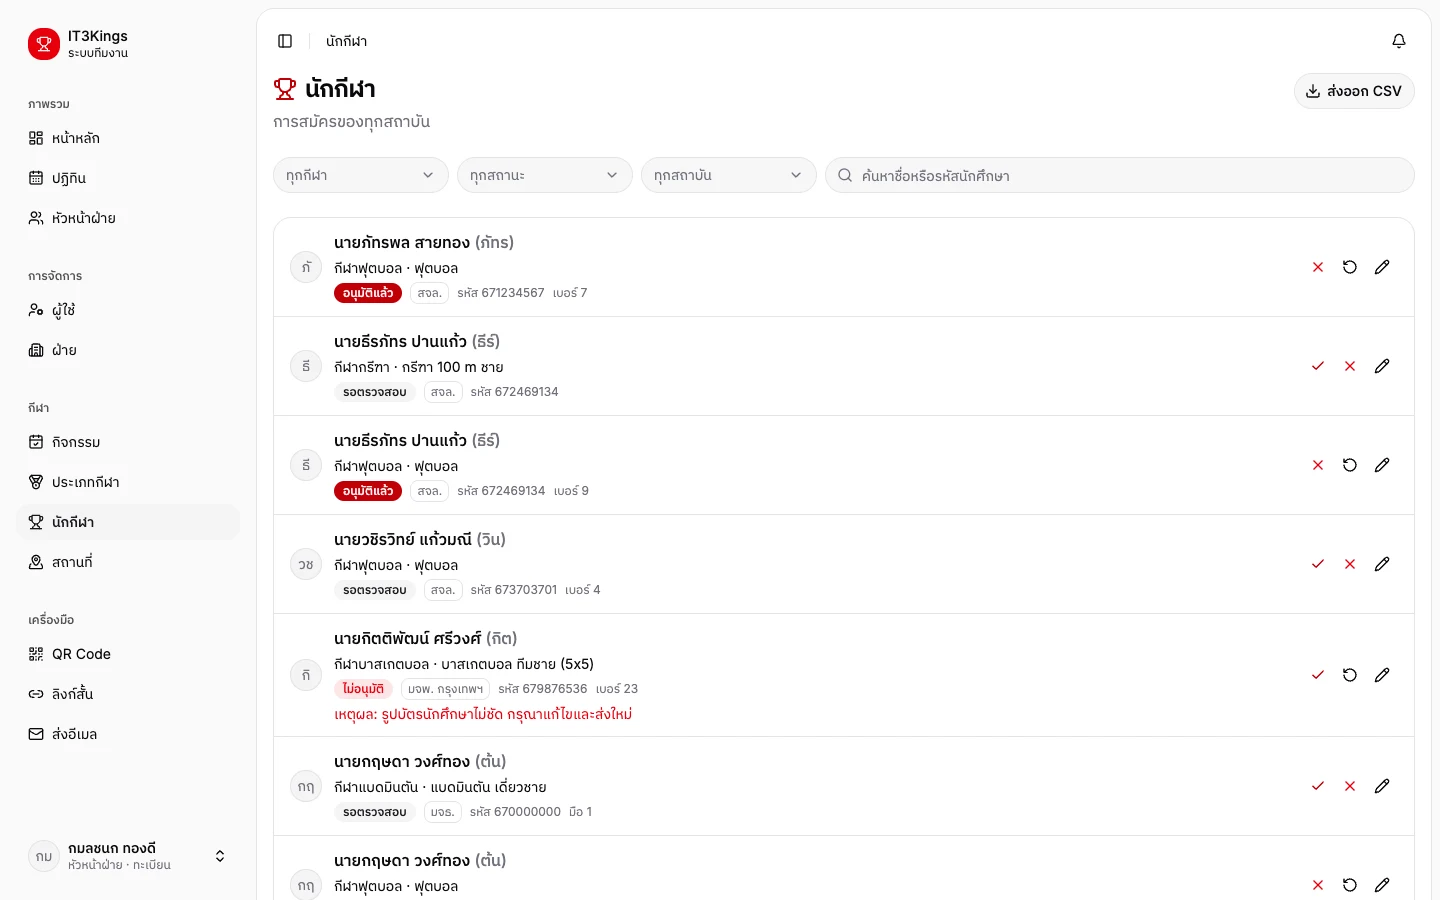 IT3Kings
ระบบทีมงาน
ภาพรวม
หน้าหลัก
ปฏิทิน
หัวหน้าฝ่าย
การจัดการ
ผู้ใช้
ฝ่าย
กีฬา
กิจกรรม
ประเภทกีฬา
นักกีฬา
สถานที่
เครื่องมือ
QR Code
ลิงก์สั้น
ส่งอีเมล
กม
กมลชนก ทองดี
หัวหน้าฝ่าย · ทะเบียน
นักกีฬา
นักกีฬา
การสมัครของทุกสถาบัน
ส่งออก CSV
ทุกกีฬา
ทุกสถานะ
ทุกสถาบัน
ค้นหาชื่อหรือรหัสนักศึกษา
ภั
นายภัทรพล สายทอง (ภัทร)
กีฬาฟุตบอล · ฟุตบอล
อนุมัติแล้ว สจล. รหัส 671234567 เบอร์ 7
ธี
นายธีรภัทร ปานแก้ว (ธีร์)
กีฬากรีฑา · กรีฑา 100 m ชาย
รอตรวจสอบ สจล. รหัส 672469134
ธี
นายธีรภัทร ปานแก้ว (ธีร์)
กีฬาฟุตบอล · ฟุตบอล
อนุมัติแล้ว สจล. รหัส 672469134 เบอร์ 9
วช
นายวชิรวิทย์ แก้วมณี (วิน)
กีฬาฟุตบอล · ฟุตบอล
รอตรวจสอบ สจล. รหัส 673703701 เบอร์ 4
กิ
นายกิตติพัฒน์ ศรีวงศ์ (กิต)
กีฬาบาสเกตบอล · บาสเกตบอล ทีมชาย (5x5)
ไม่อนุมัติ มจพ. กรุงเทพฯ รหัส 679876536 เบอร์ 23
เหตุผล: รูปบัตรนักศึกษาไม่ชัด กรุณาแก้ไขและส่งใหม่
กฤ
นายกฤษดา วงศ์ทอง (ต้น)
กีฬาแบดมินตัน · แบดมินตัน เดี่ยวชาย
รอตรวจสอบ มจธ. รหัส 670000000 มือ 1
กฤ
นายกฤษดา วงศ์ทอง (ต้น)
กีฬาฟุตบอล · ฟุตบอล